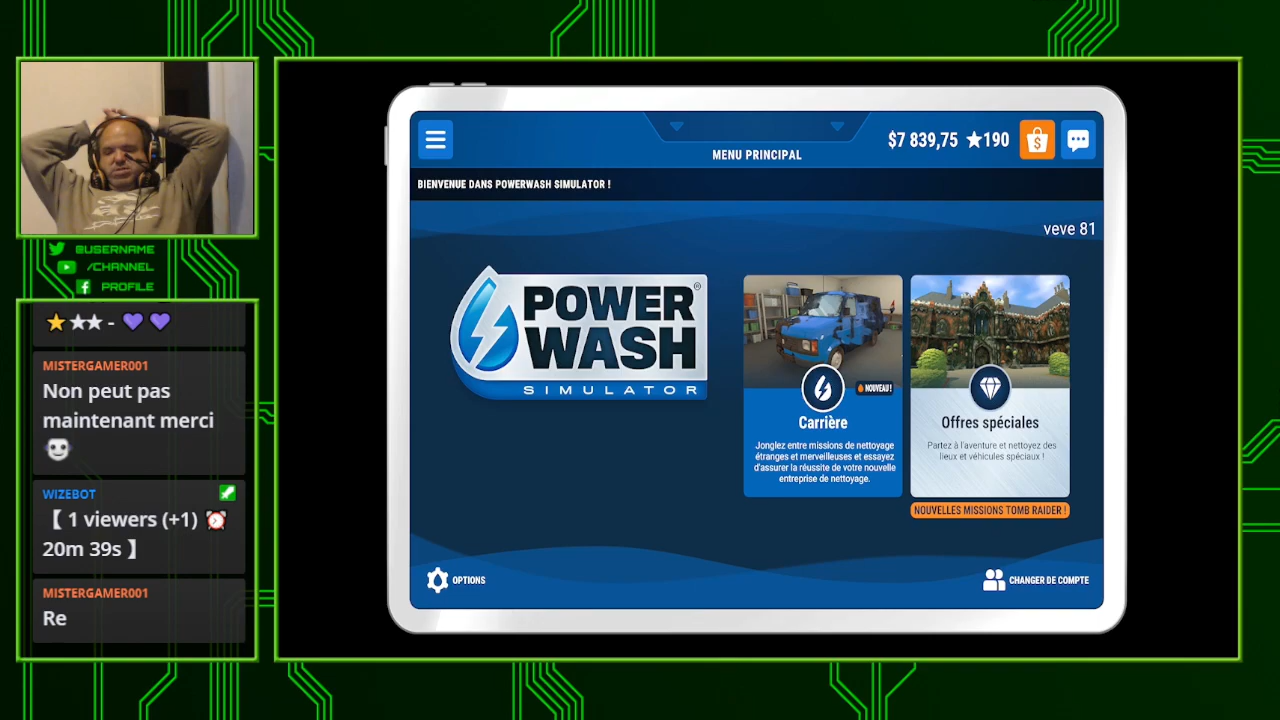 @USERNAME
/CHANNEL
PROFILE
MISTERGAMER001
Non peut pas
maintenant merci
WIZEBOT
【 1 viewers (+1) ⏰
20m 39s 】
MISTERGAMER001
Re
$7 839,75 ★190
MENU PRINCIPAL
BIENVENUE DANS POWERWASH SIMULATOR !
veve 81
POWER
WASH
SIMULATOR
®
NOUVEAU !
Carrière
Jonglez entre missions de nettoyage
étranges et merveilleuses et essayez
d'assurer la réussite de votre nouvelle
entreprise de nettoyage.
Offres spéciales
Partez à l'aventure et nettoyez des
lieux et véhicules spéciaux !
NOUVELLES MISSIONS TOMB RAIDER !
OPTIONS
CHANGER DE COMPTE